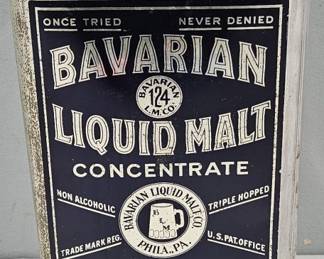 ONCE TRIED NEVER DENIED
BAVARIAN
BAVARIAN
124
L.M.CO.
LIQUID MALT
CONCENTRATE
NON ALCOHOLIC TRIPLE HOPPED
BAVARIAN LIQUID MALT CO.
B
L M
PHILA., PA.
TRADE MARK REG. U.S. PAT. OFFICE